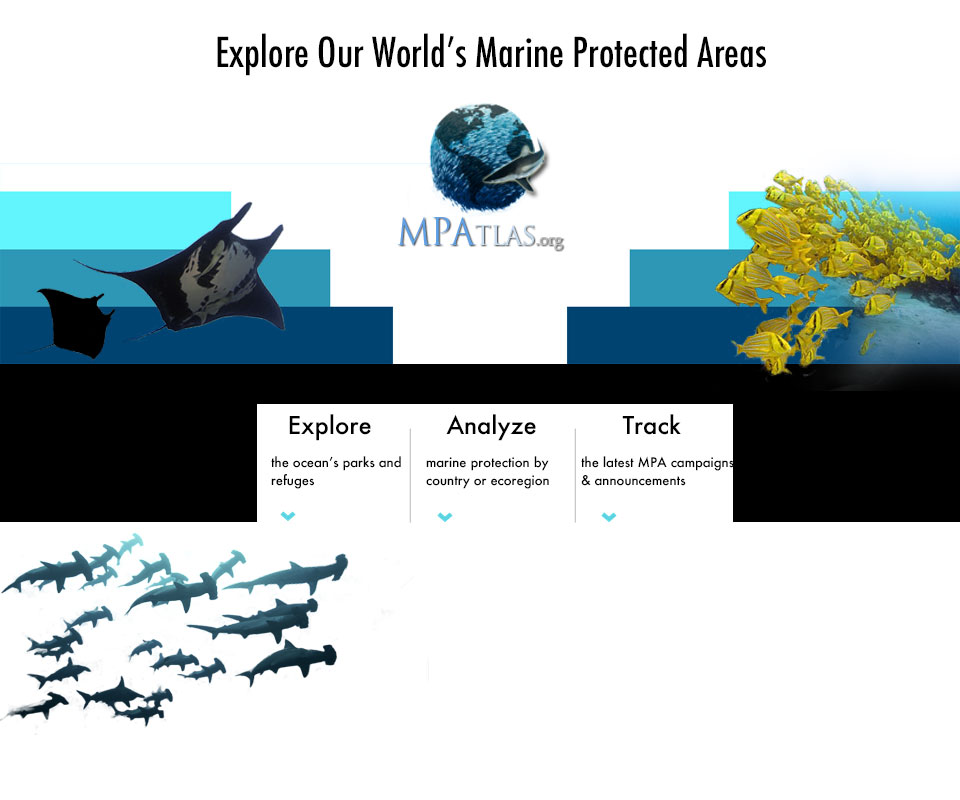 Explore Our World's Marine Protected Areas
MPATLAS.org
Explore
the ocean's parks and
refuges
Analyze
marine protection by
country or ecoregion
Track
the latest MPA campaigns
& announcements